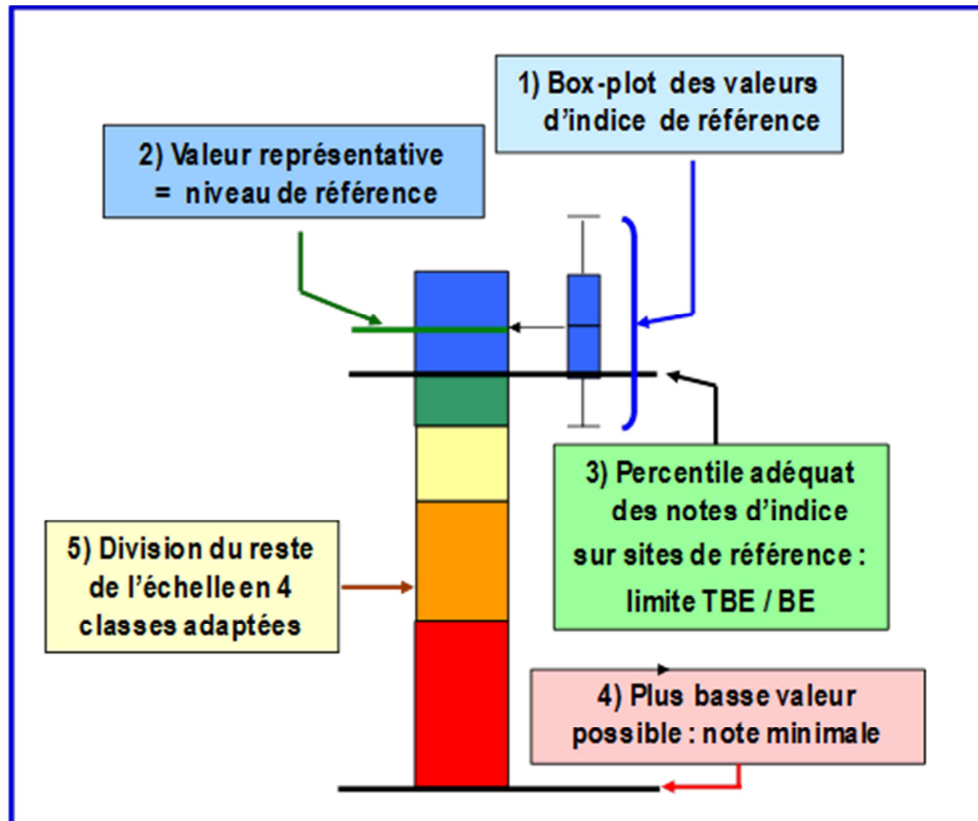 1) Box-plot des valeurs
d'indice de référence
2) Valeur représentative
= niveau de référence
3) Percentile adéquat
des notes d'indice
sur sites de référence :
limite TBE / BE
5) Division du reste
de l'échelle en 4
classes adaptées
4) Plus basse valeur
possible : note minimale